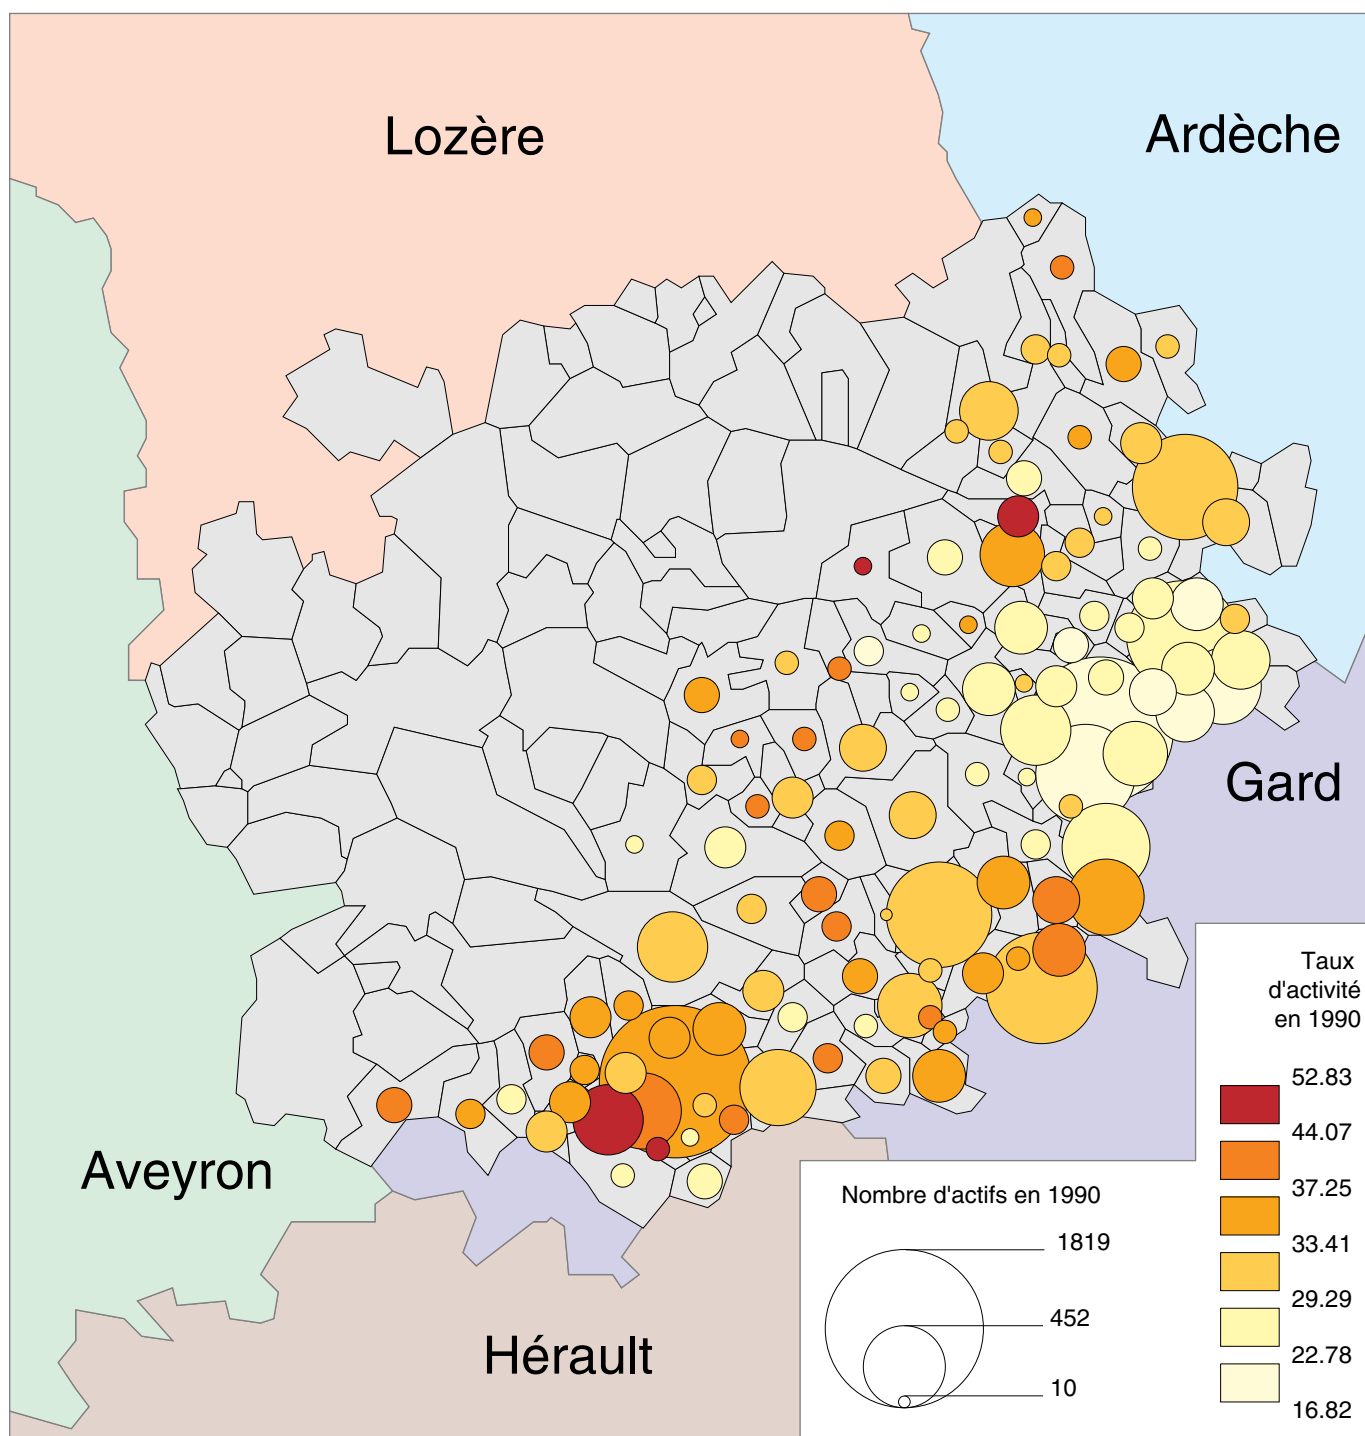 Lozère
Ardèche
Gard
Aveyron
Hérault
Taux
d'activité
en 1990
52.83
44.07
37.25
33.41
29.29
22.78
16.82
Nombre d'actifs en 1990
1819
452
10